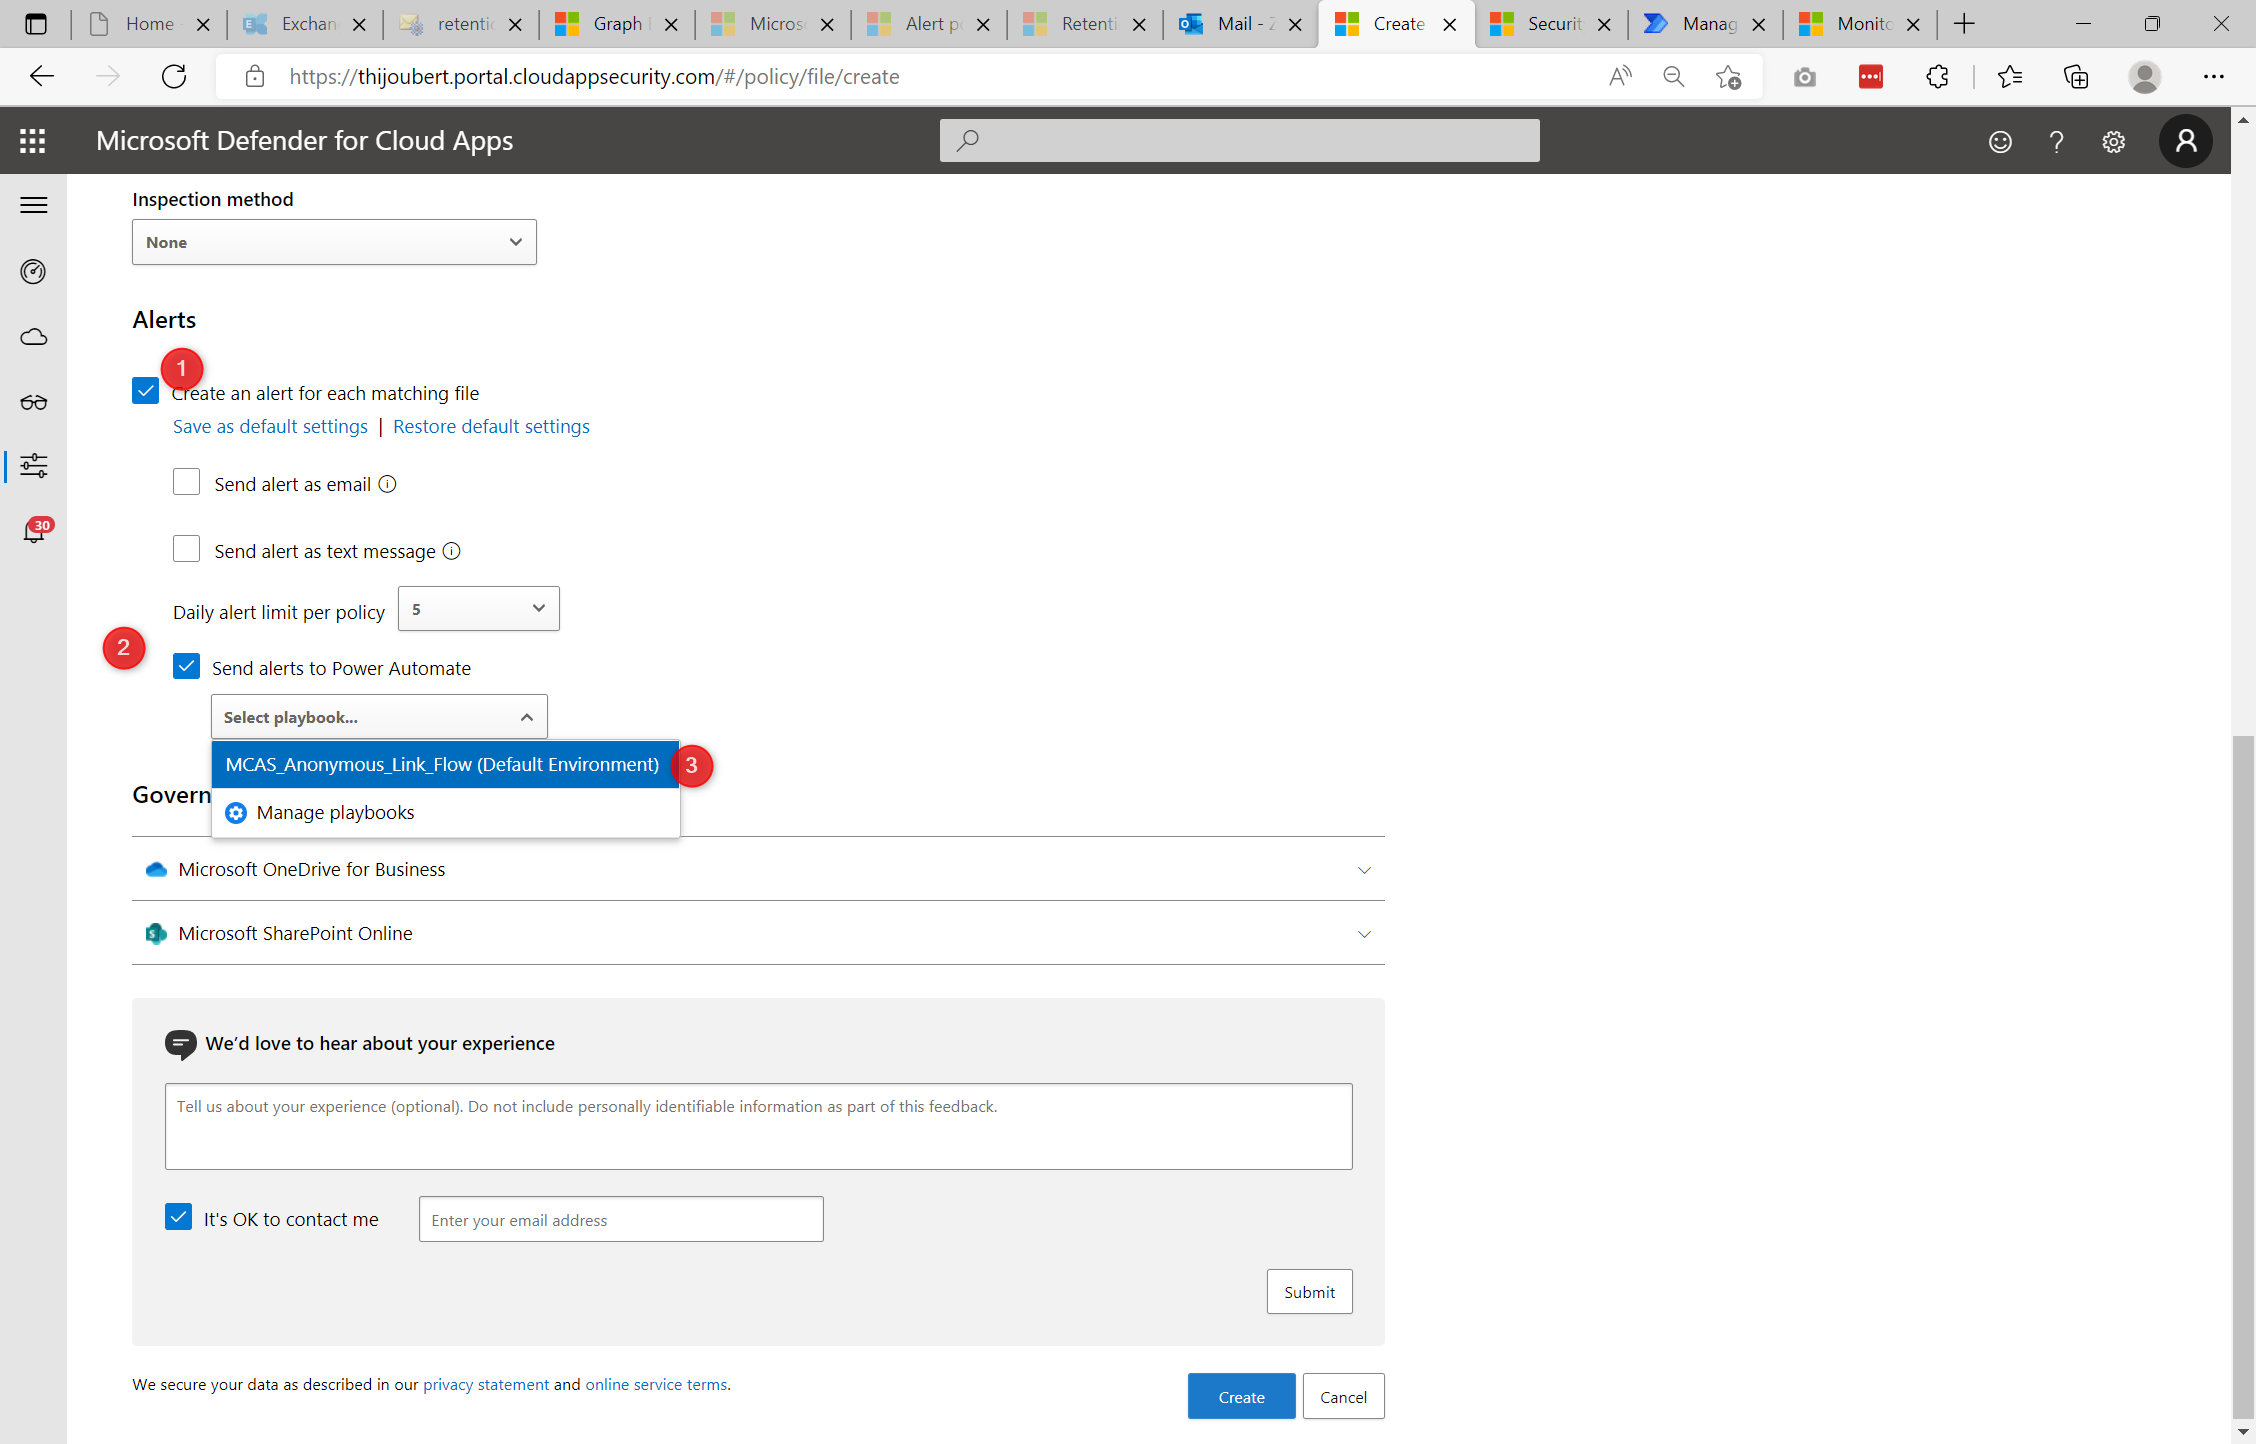 Home
Exchan
retentio
Graph
Micros
Alert p
Retenti
Mail -
Create
Securit
Manag
Monito
https://thijoubert.portal.cloudappsecurity.com/#/policy/file/create
Microsoft Defender for Cloud Apps
Inspection method
None
Alerts
1
Create an alert for each matching file
Save as default settings | Restore default settings
Send alert as email
30
Send alert as text message
Daily alert limit per policy 5
2
Send alerts to Power Automate
Select playbook...
MCAS_Anonymous_Link_Flow (Default Environment) 3
Govern
Manage playbooks
Microsoft OneDrive for Business
Microsoft SharePoint Online
We'd love to hear about your experience
Tell us about your experience (optional). Do not include personally identifiable information as part of this feedback.
It's OK to contact me Enter your email address
Submit
We secure your data as described in our privacy statement and online service terms.
Create Cancel